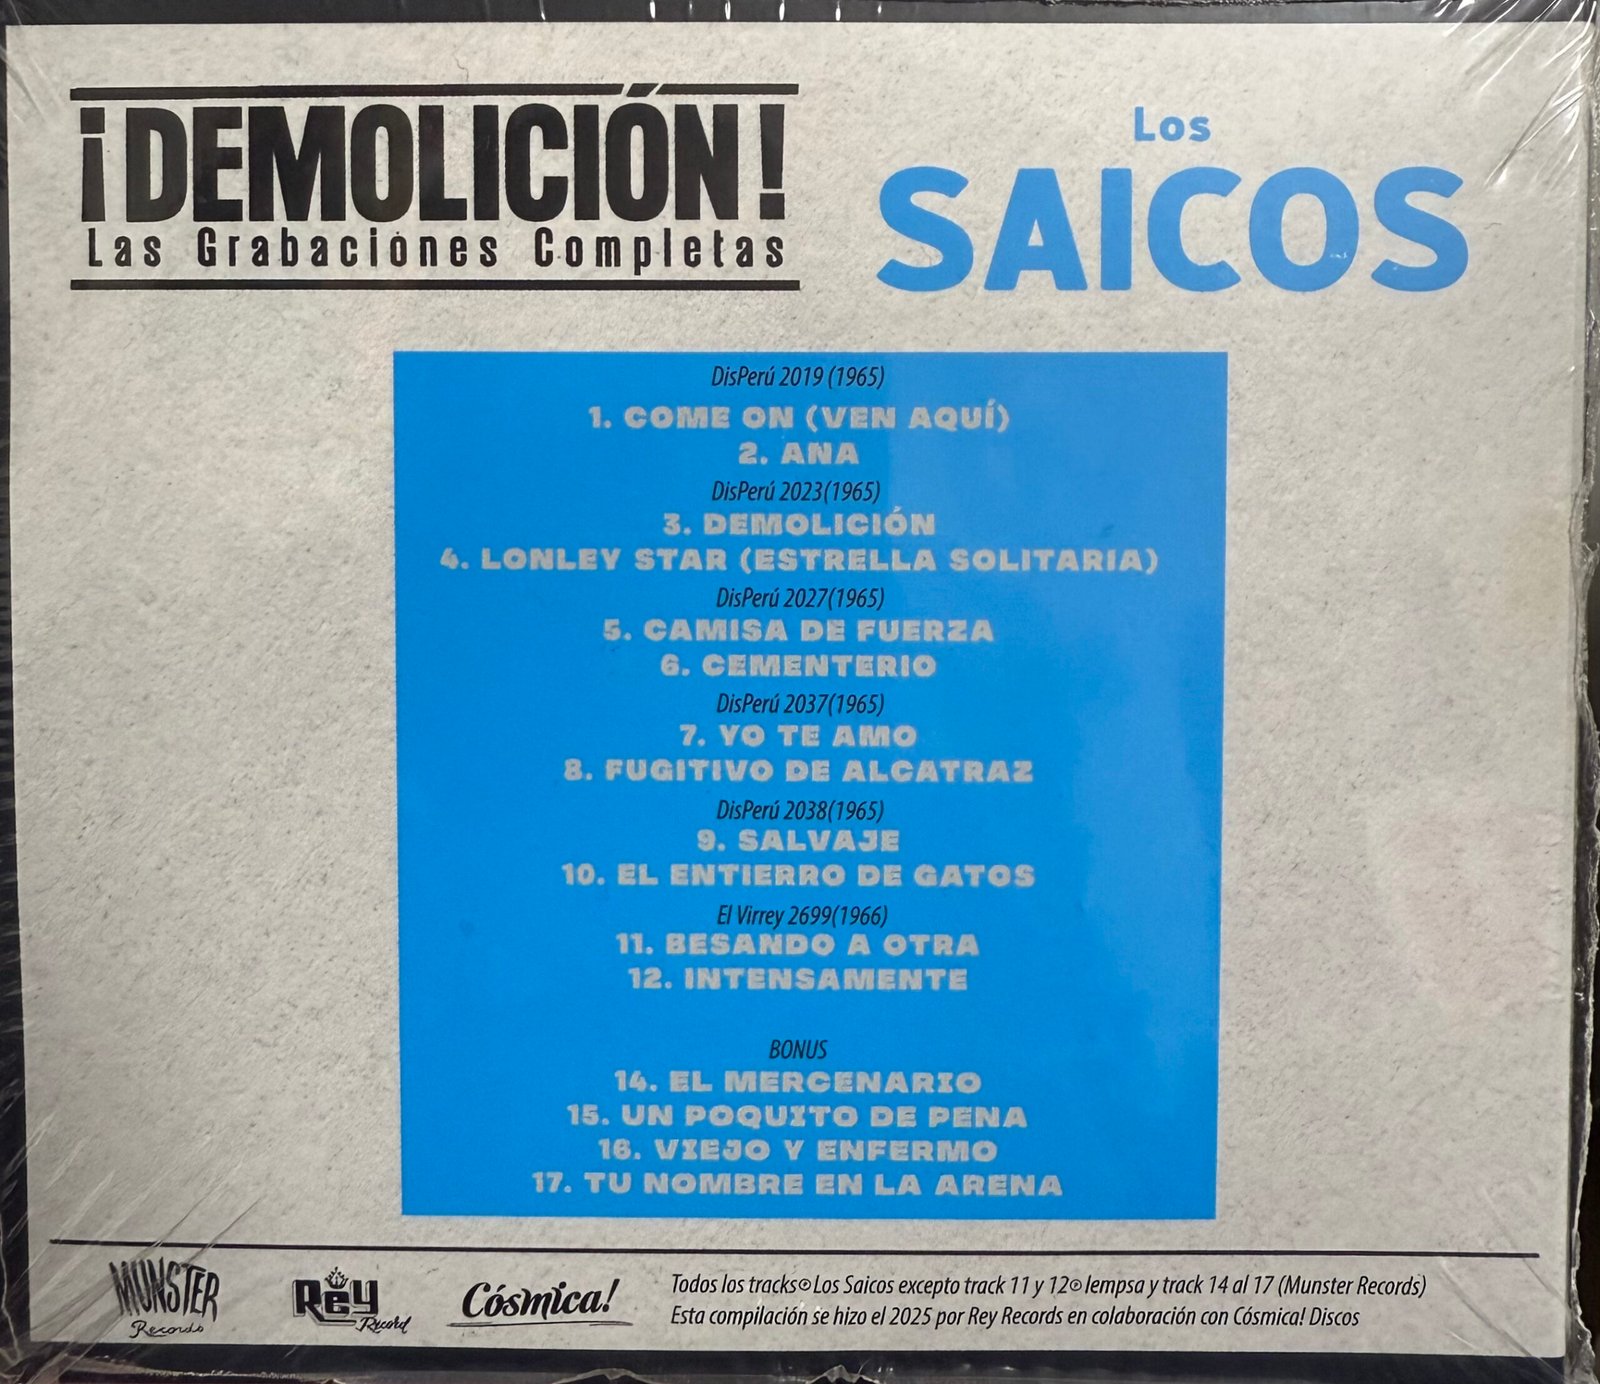 ¡DEMOLICIÓN!
Las Grabaciones Completas
Los
SAICOS
DisPerú 2019 (1965)
1. COME ON (VEN AQUÍ)
2. ANA
DisPerú 2023(1965)
3. DEMOLICIÓN
4. LONLEY STAR (ESTRELLA SOLITARIA)
DisPerú 2027(1965)
5. CAMISA DE FUERZA
6. CEMENTERIO
DisPerú 2037(1965)
7. YO TE AMO
8. FUGITIVO DE ALCATRAZ
DisPerú 2038(1965)
9. SALVAJE
10. EL ENTIERRO DE GATOS
El Virrey 2699(1966)
11. BESANDO A OTRA
12. INTENSAMENTE
BONUS
14. EL MERCENARIO
15. UN POQUITO DE PENA
16. VIEJO Y ENFERMO
17. TU NOMBRE EN LA ARENA
MUNSTER
Records
Rey
Record
Cósmica!
Todos los tracks℗Los Saicos excepto track 11 y 12℗ Iempsa y track 14 al 17 (Munster Records)
Esta compilación se hizo el 2025 por Rey Records en colaboración con Cósmica! Discos